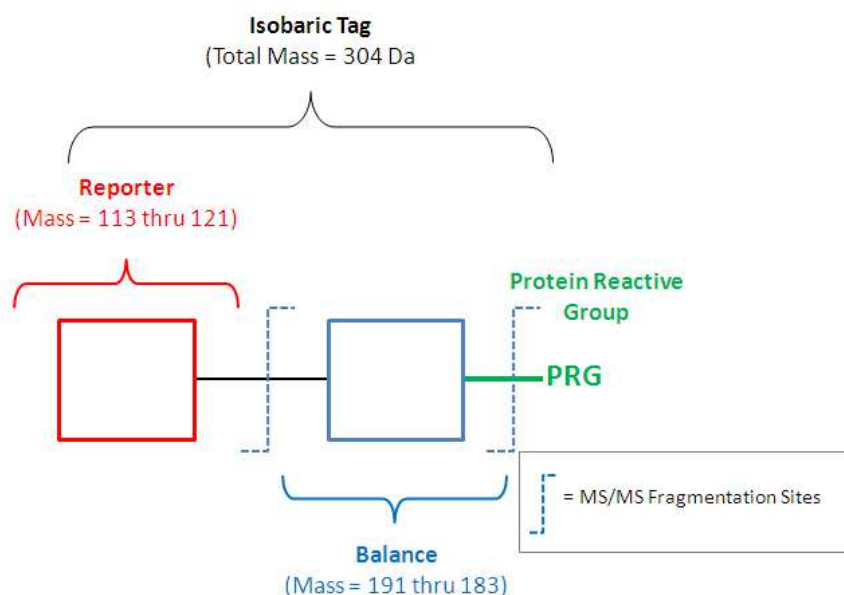 Isobaric Tag
(Total Mass = 304 Da
Reporter
(Mass = 113 thru 121)
Protein Reactive
Group
PRG
= MS/MS Fragmentation Sites
Balance
(Mass = 191 thru 183)